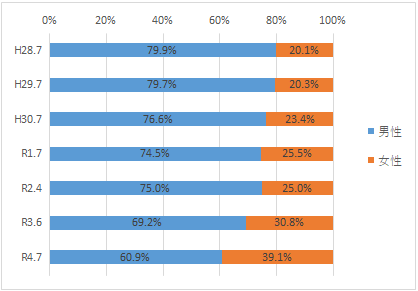 0% 20% 40% 60% 80% 100%
H28.7 79.9% 20.1%
H29.7 79.7% 20.3%
H30.7 76.6% 23.4%
R1.7 74.5% 25.5%
R2.4 75.0% 25.0%
R3.6 69.2% 30.8%
R4.7 60.9% 39.1%
男性
女性